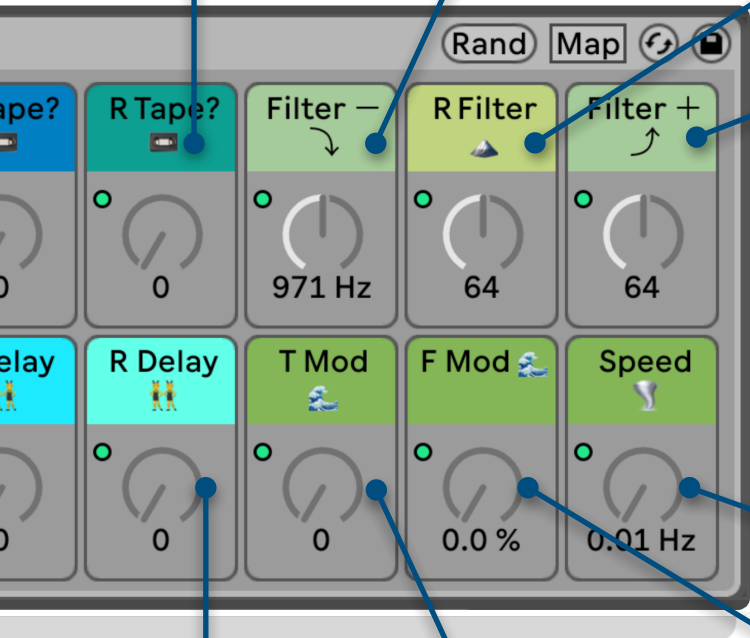 Rand Map
ape? R Tape? Filter − R Filter Filter +
0 0 971 Hz 64 64
elay R Delay T Mod F Mod Speed
0 0 0 0.0 % 0.01 Hz